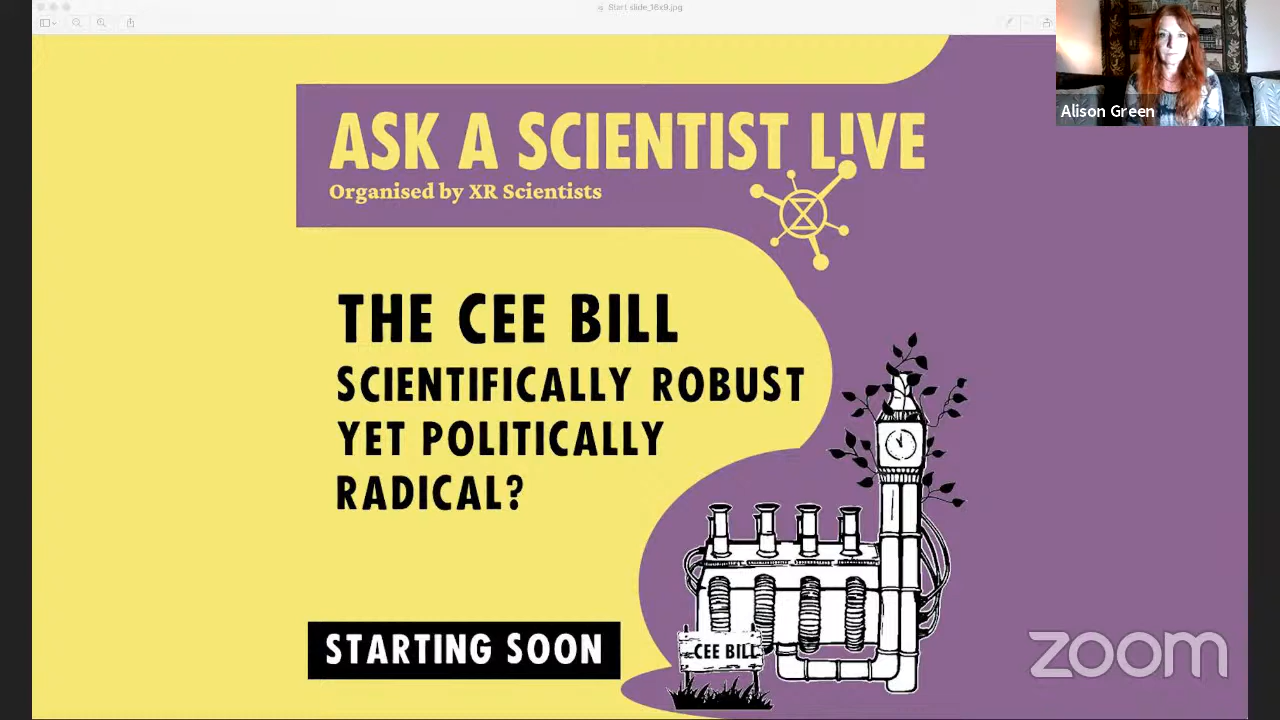 Start slide_16x9.jpg
Alison Green
ASK A SCIENTIST L!VE
Organised by XR Scientists
THE CEE BILL
SCIENTIFICALLY ROBUST
YET POLITICALLY
RADICAL?
STARTING SOON
CEE BILL
zoom